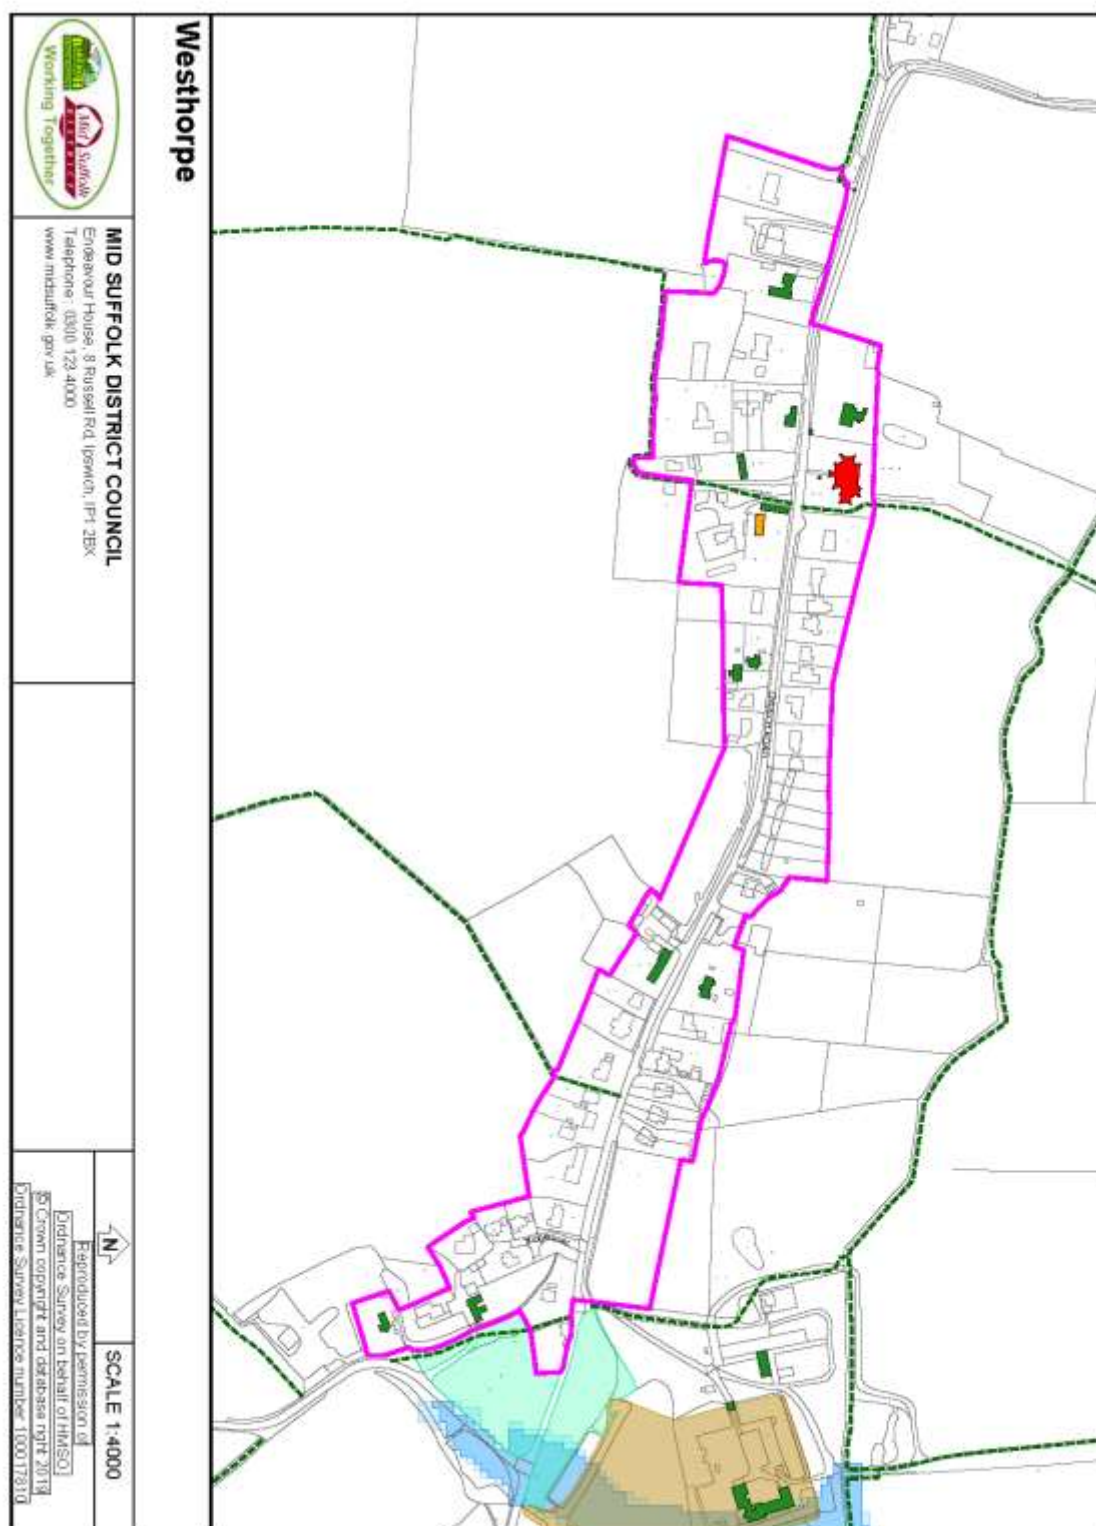 Westhorpe
Mid Suffolk
DISTRICT
Working Together
MID SUFFOLK DISTRICT COUNCIL
Endeavour House, 8 Russell Rd, Ipswich, IP1 2BX
Telephone : 0300 123 4000
www.midsuffolk.gov.uk
N
Reproduced by permission of
Ordnance Survey on behalf of HMSO.
© Crown copyright and database right 2019
Ordnance Survey Licence number 100017810
SCALE 1:4000